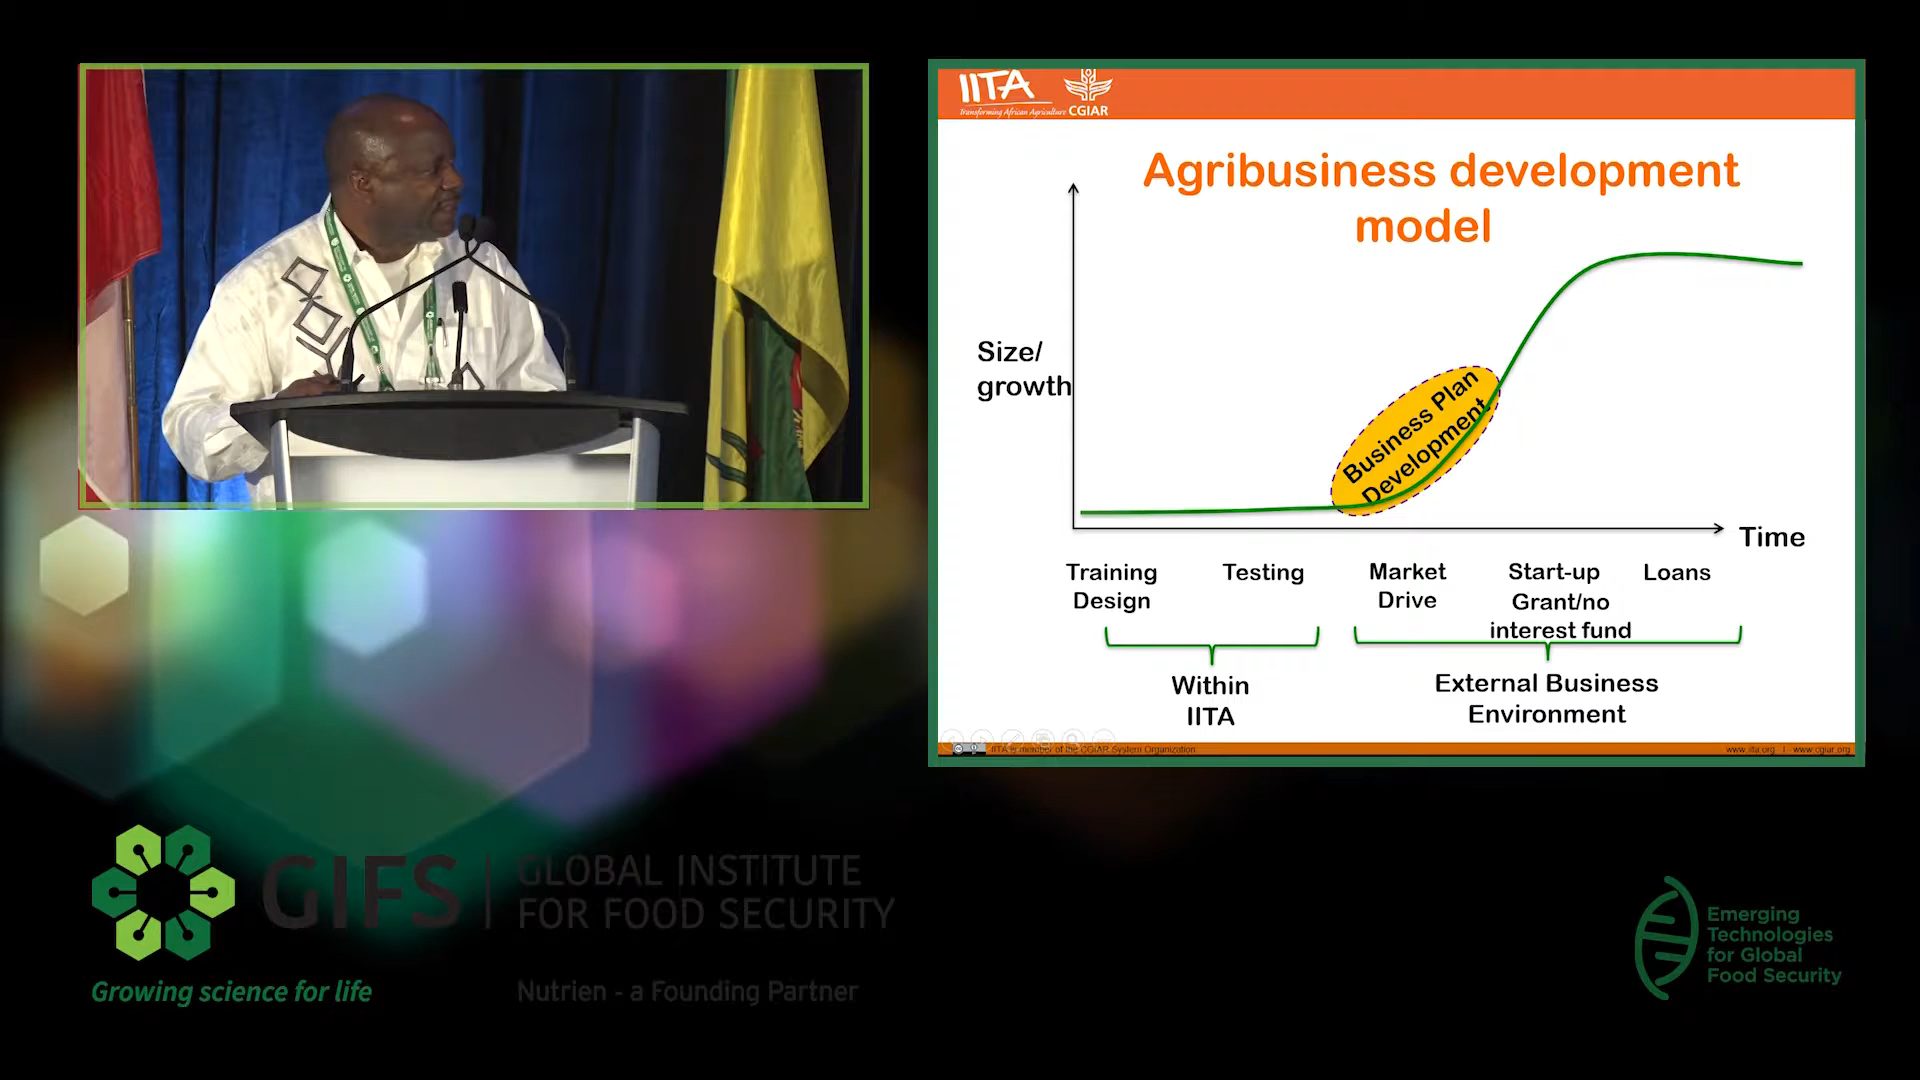 IITA
Transforming African Agriculture
CGIAR
Agribusiness development
model
Size/
growth
Business Plan
Development
Time
Training
Design
Testing
Market
Drive
Start-up
Grant/no
interest fund
Loans
Within
IITA
External Business
Environment
IITA is member of the CGIAR System Organization
www.iita.org | www.cgiar.org
GIFS
GLOBAL INSTITUTE
FOR FOOD SECURITY
Growing science for life
Nutrien - a Founding Partner
Emerging
Technologies
for Global
Food Security